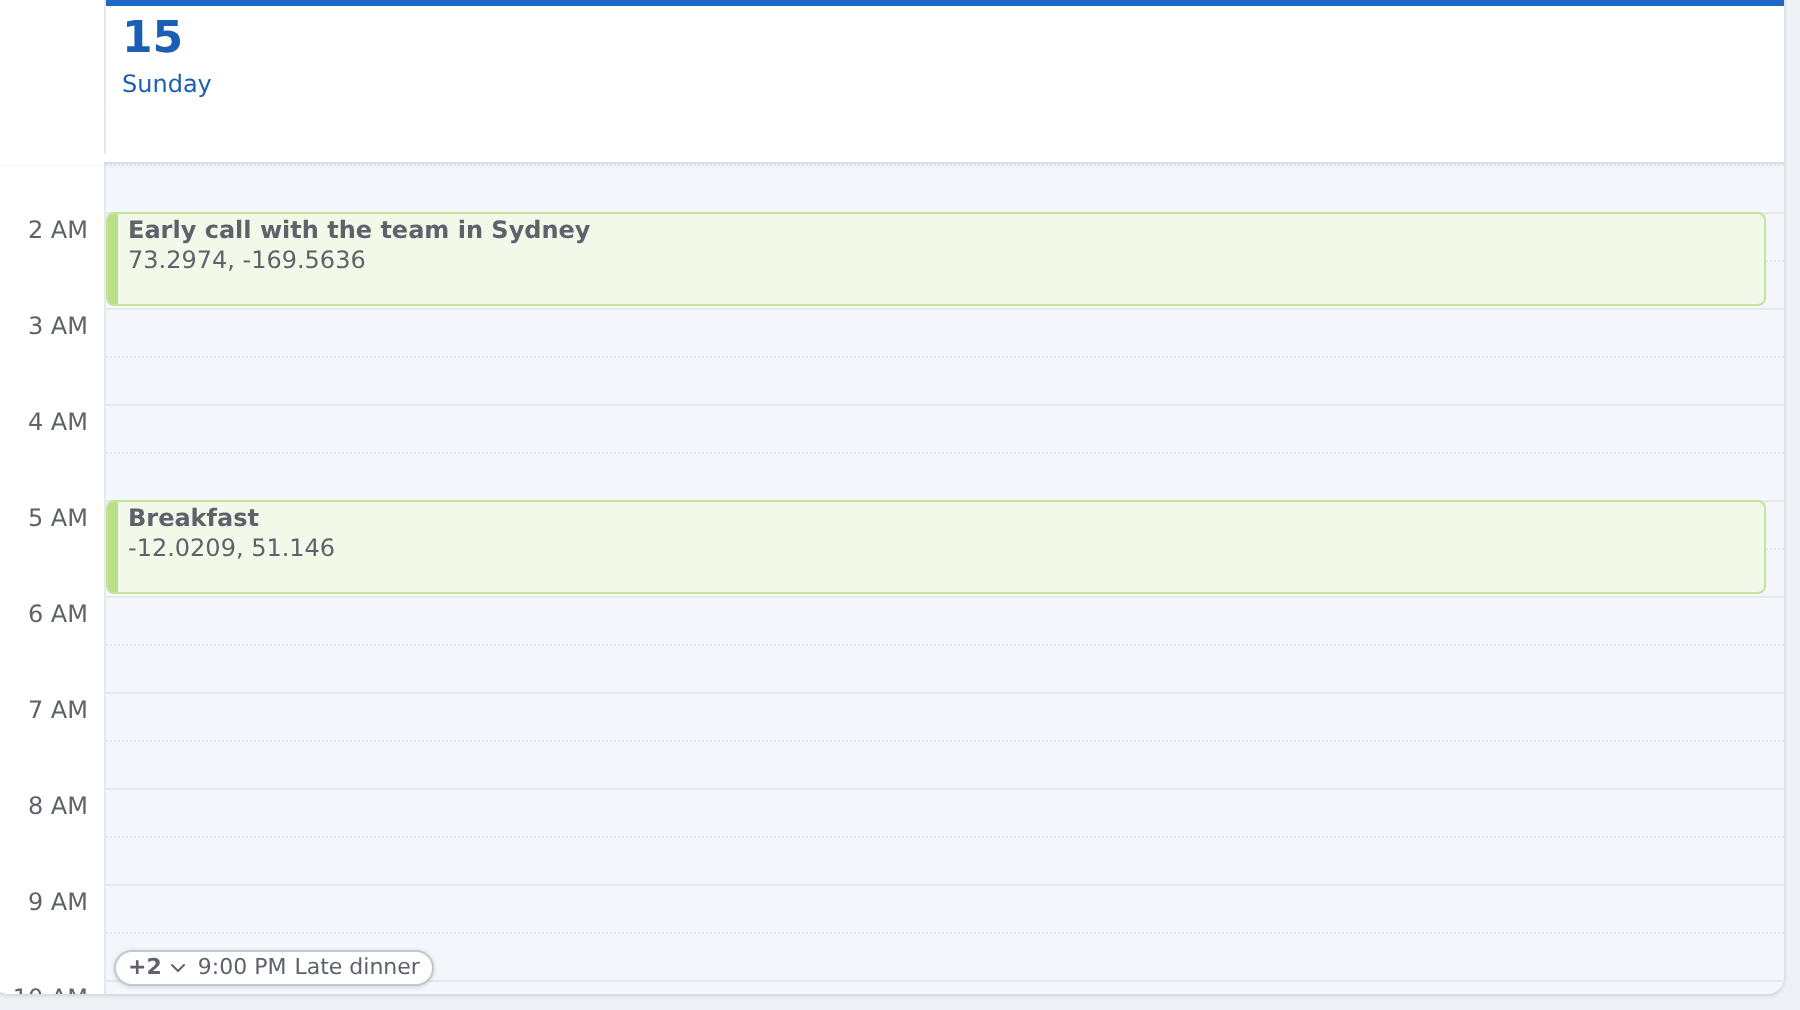 15
Sunday
2 AM
Early call with the team in Sydney
73.2974, -169.5636
3 AM
4 AM
5 AM
Breakfast
-12.0209, 51.146
6 AM
7 AM
8 AM
9 AM
+2 9:00 PM Late dinner
10 AM